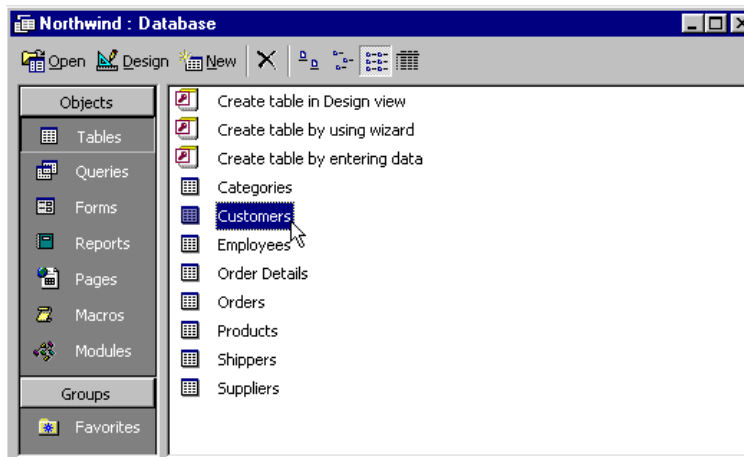 Northwind : Database
Open Design New
Objects
Tables
Queries
Forms
Reports
Pages
Macros
Modules
Groups
Favorites
Create table in Design view
Create table by using wizard
Create table by entering data
Categories
Customers
Employees
Order Details
Orders
Products
Shippers
Suppliers